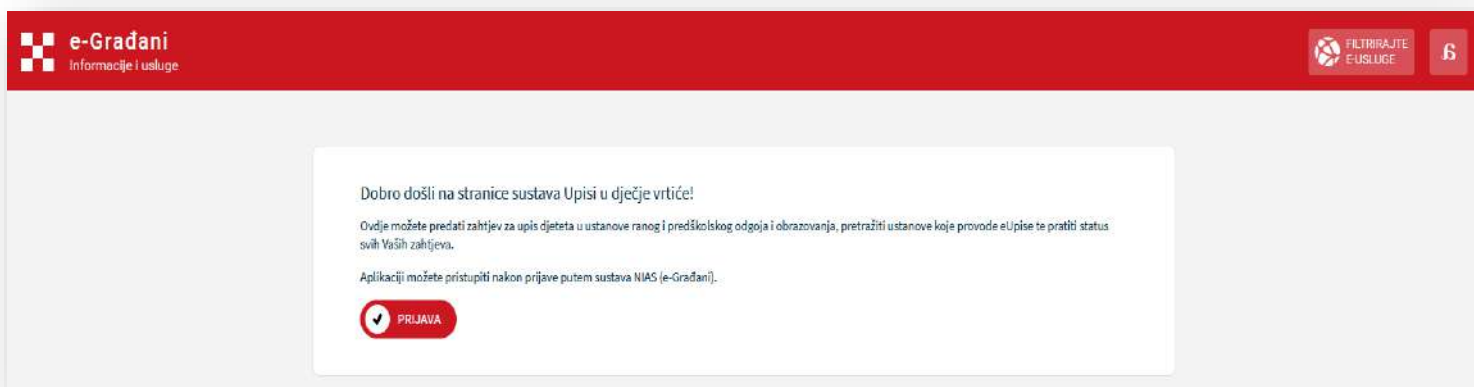 e-Građani
Informacije i usluge
FILTRIRAJTE
E-USLUGE
Dobro došli na stranice sustava Upisi u dječje vrtiće!
Ovdje možete predati zahtjev za upis djeteta u ustanove ranog i predškolskog odgoja i obrazovanja, pretražiti ustanove koje provode eUpise te pratiti status
svih Vaših zahtjeva.
Aplikaciji možete pristupiti nakon prijave putem sustava NIAS (e-Građani).
PRIJAVA